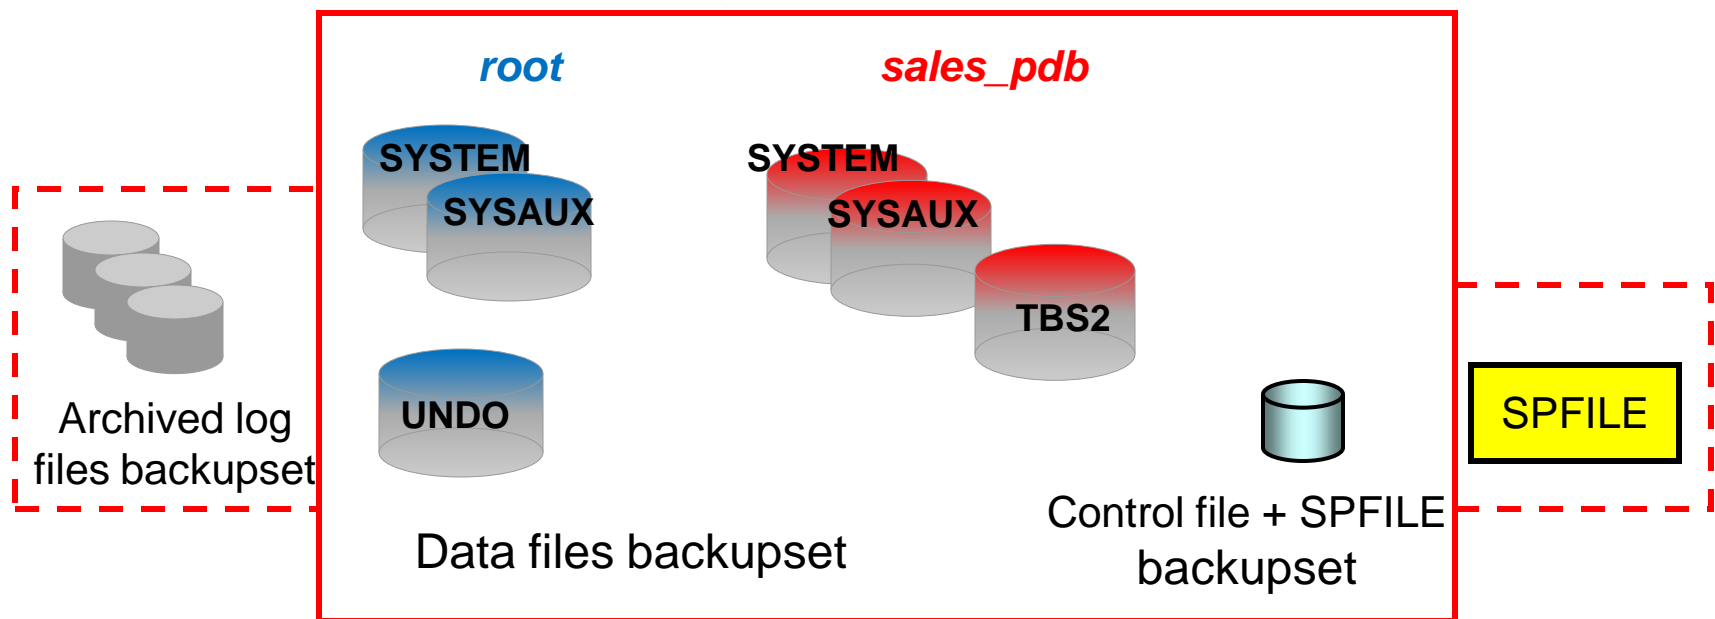 root
sales_pdb
SYSTEM
SYSAUX
UNDO
SYSTEM
SYSAUX
TBS2
Archived log
files backupset
Data files backupset
Control file + SPFILE
backupset
SPFILE